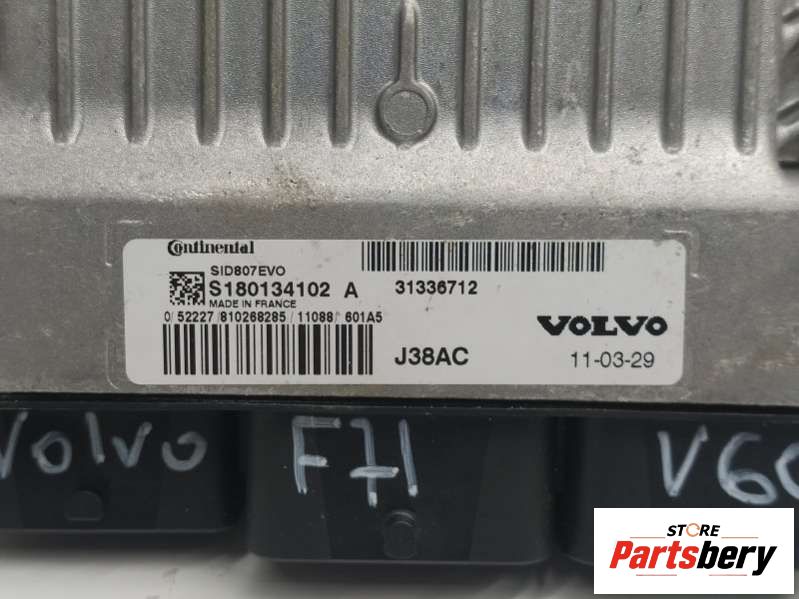 Continental
SID807EVO
S180134102 A
MADE IN FRANCE
0/52227/810268285/11088/601A5
31336712
VOLVO
J38AC
11-03-29
Volvo
F71
V60
STORE
Partsbery